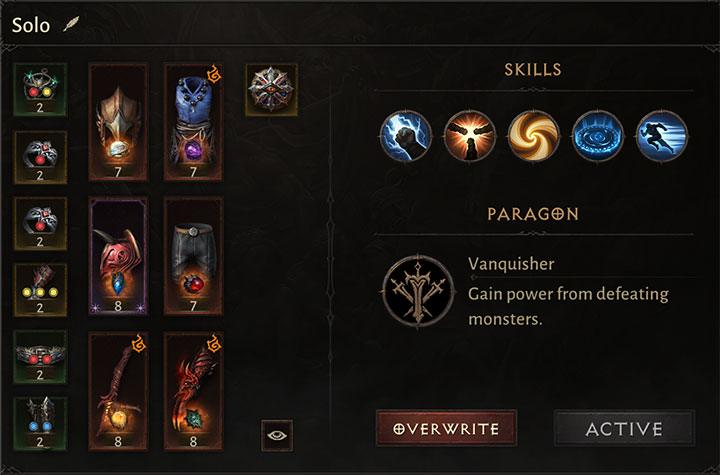 Solo
2
2
2
2
2
2
7
7
8
7
8
8
SKILLS
PARAGON
Vanquisher
Gain power from defeating
monsters.
OVERWRITE
ACTIVE